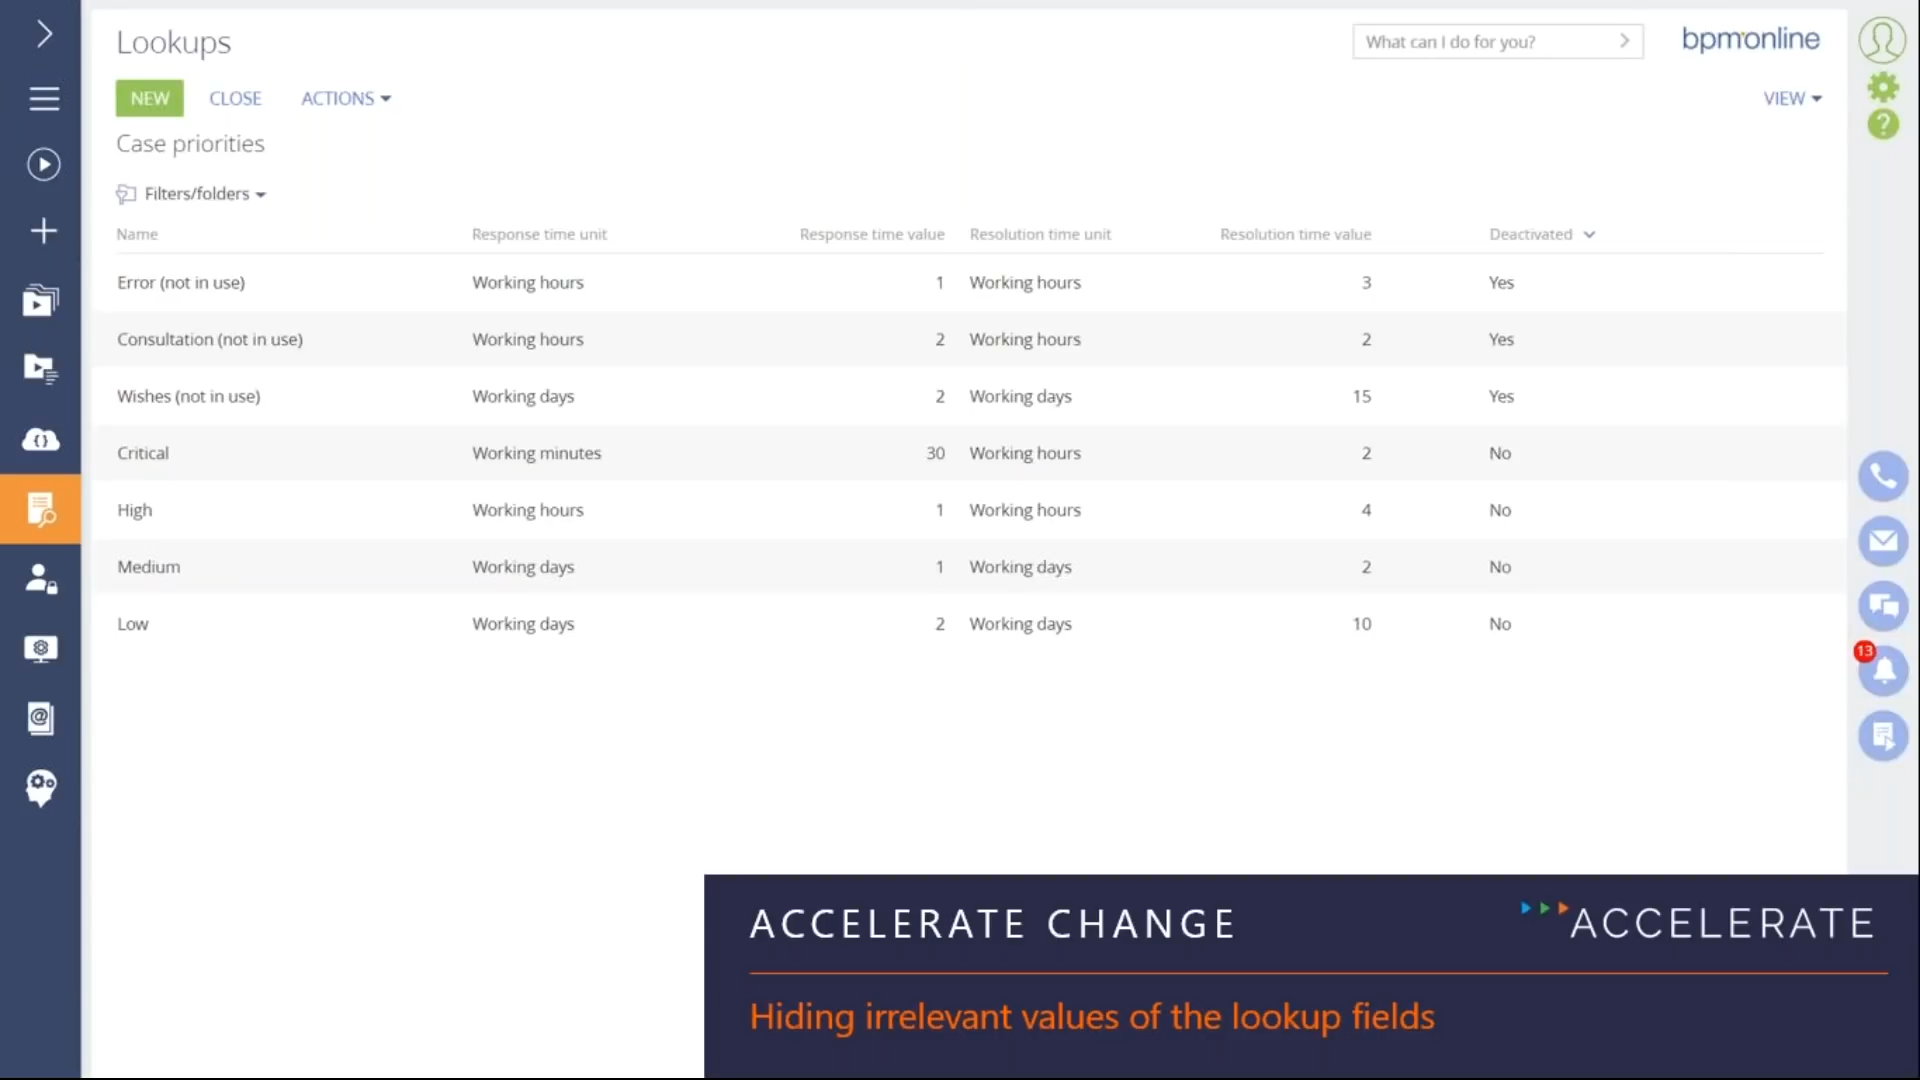 Lookups
What can I do for you?
bpm'online
NEW CLOSE ACTIONS VIEW
Case priorities
Filters/folders
Name Response time unit Response time value Resolution time unit Resolution time value Deactivated
Error (not in use) Working hours 1 Working hours 3 Yes
Consultation (not in use) Working hours 2 Working hours 2 Yes
Wishes (not in use) Working days 2 Working days 15 Yes
Critical Working minutes 30 Working hours 2 No
High Working hours 1 Working hours 4 No
Medium Working days 1 Working days 2 No
Low Working days 2 Working days 10 No
13
ACCELERATE CHANGE
ACCELERATE
Hiding irrelevant values of the lookup fields